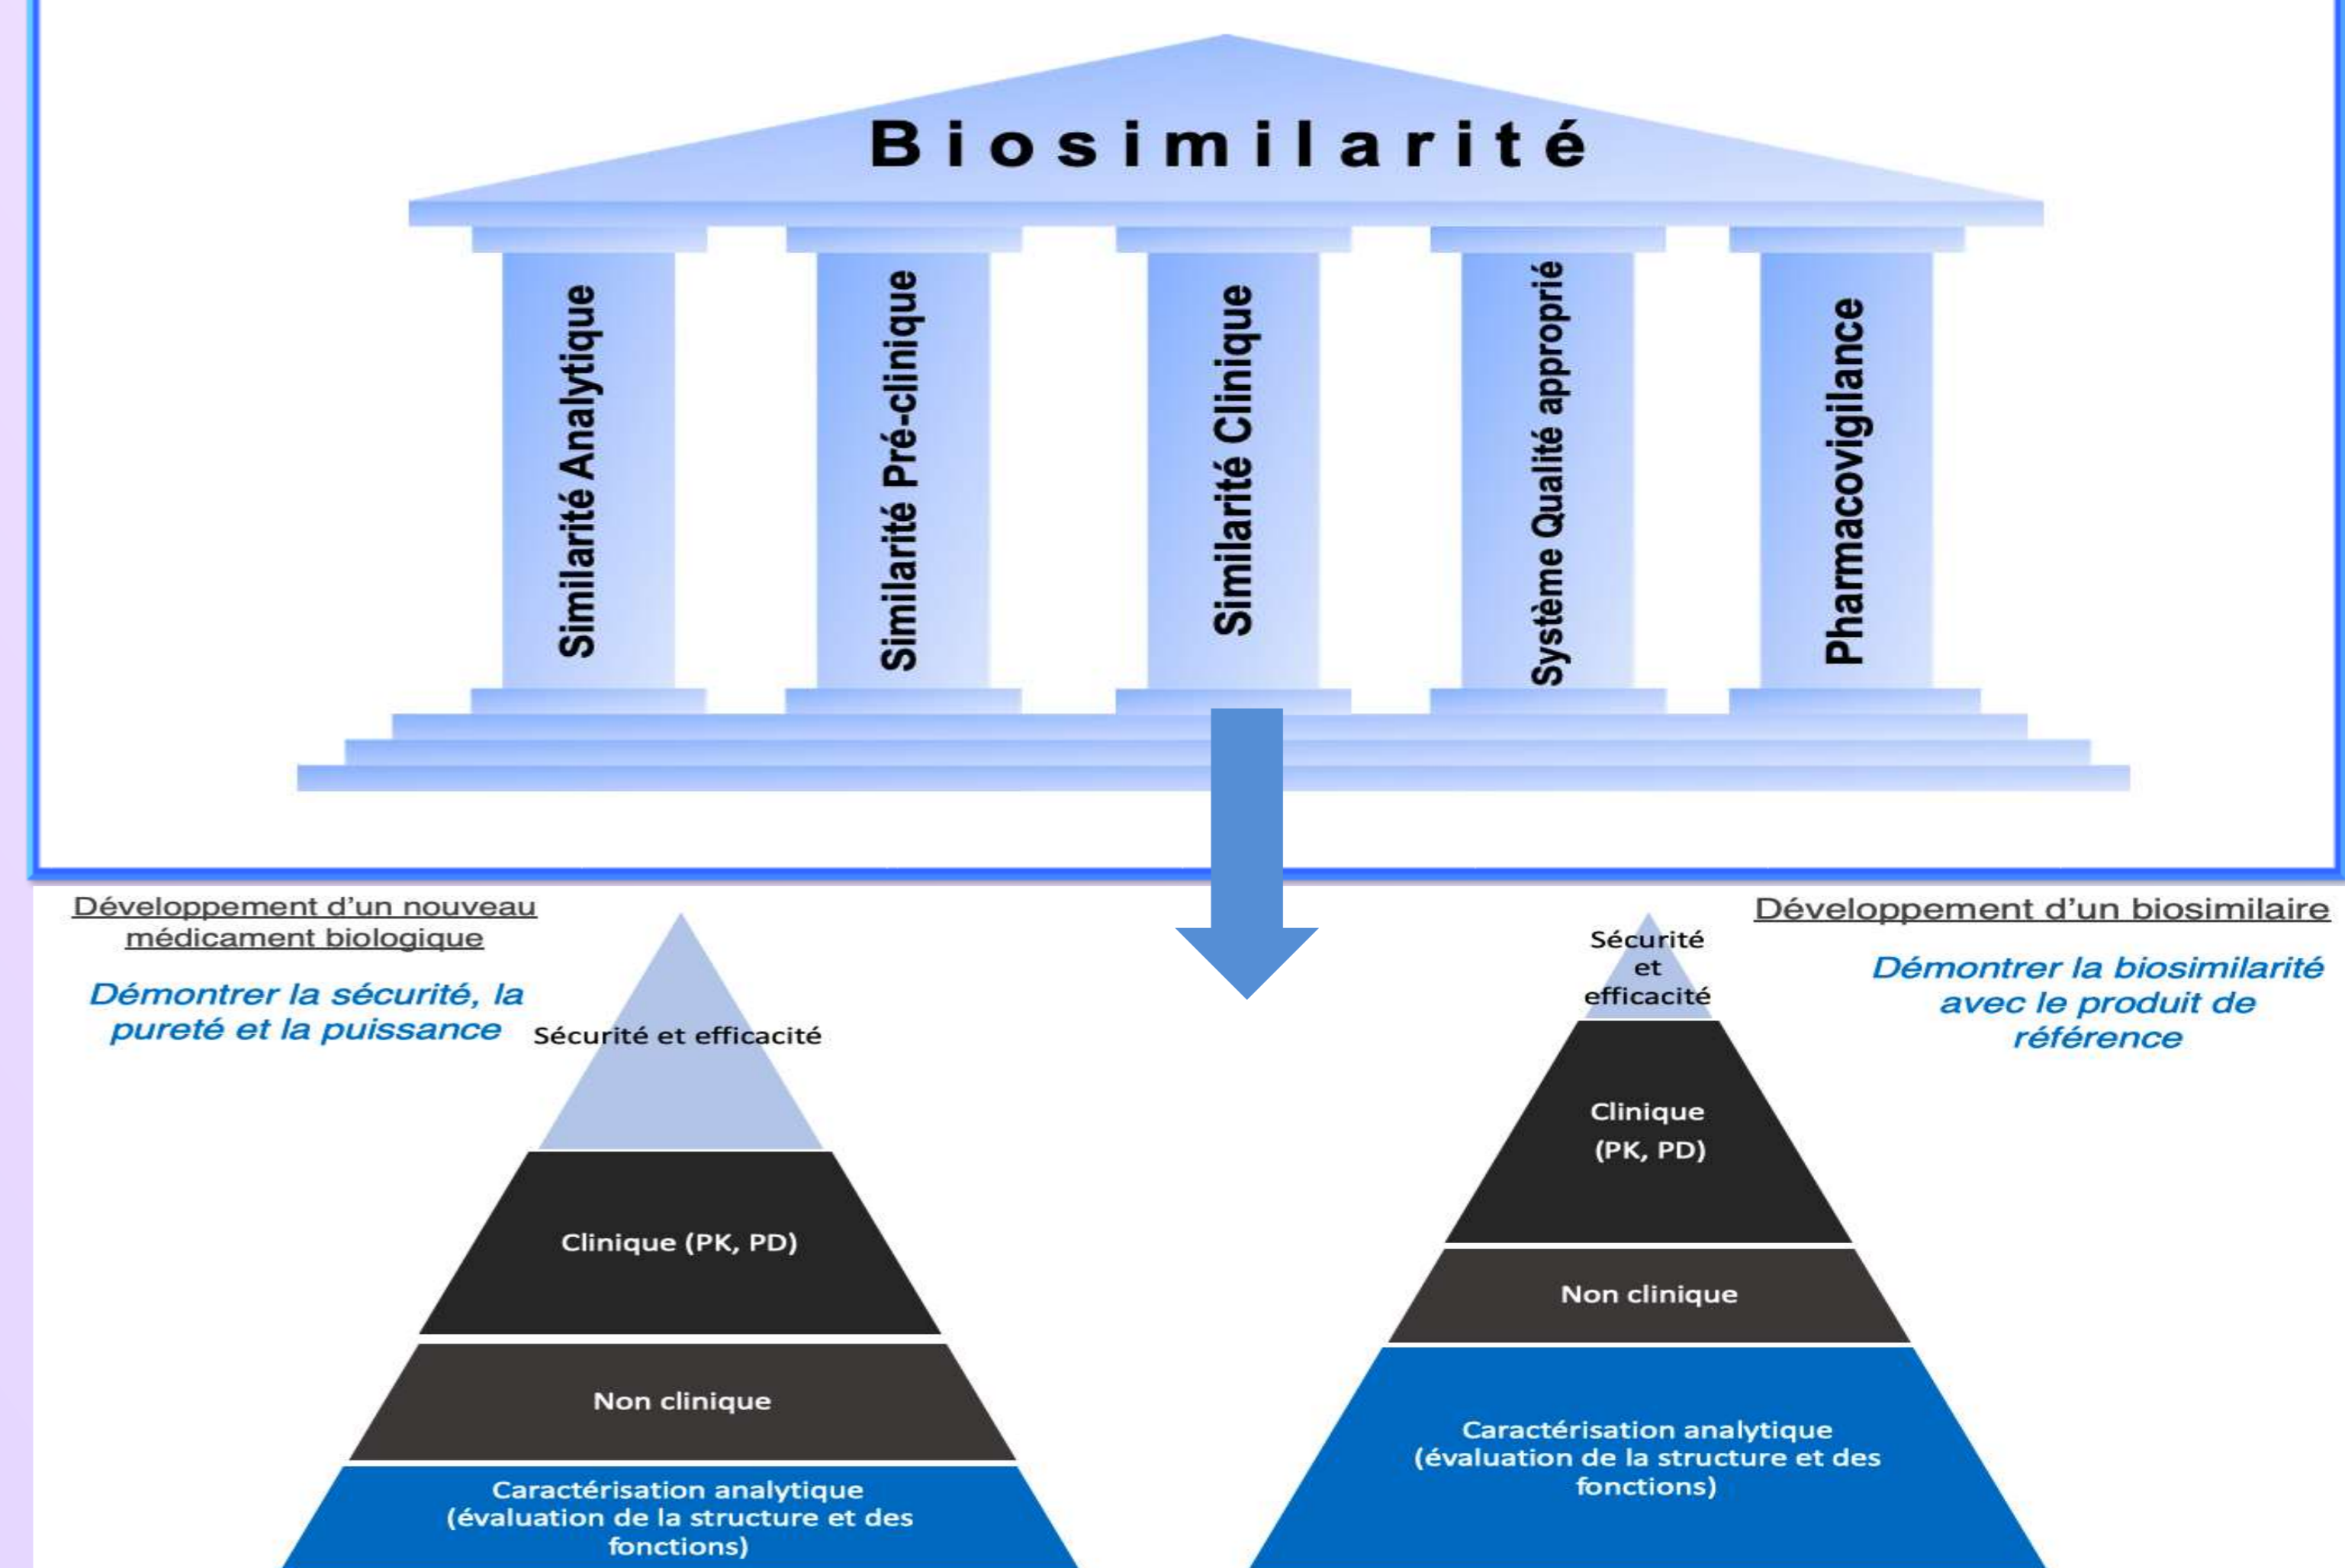 Biosimilarité
Similarité Analytique
Similarité Pré-clinique
Similarité Clinique
Système Qualité approprié
Pharmacovigilance
Développement d'un nouveau
médicament biologique
Démontrer la sécurité, la
pureté et la puissance
Sécurité et efficacité
Clinique (PK, PD)
Non clinique
Caractérisation analytique
(évaluation de la structure et des
fonctions)
Développement d'un biosimilaire
Démontrer la biosimilarité
avec le produit de
référence
Sécurité
et
efficacité
Clinique
(PK, PD)
Non clinique
Caractérisation analytique
(évaluation de la structure et des
fonctions)